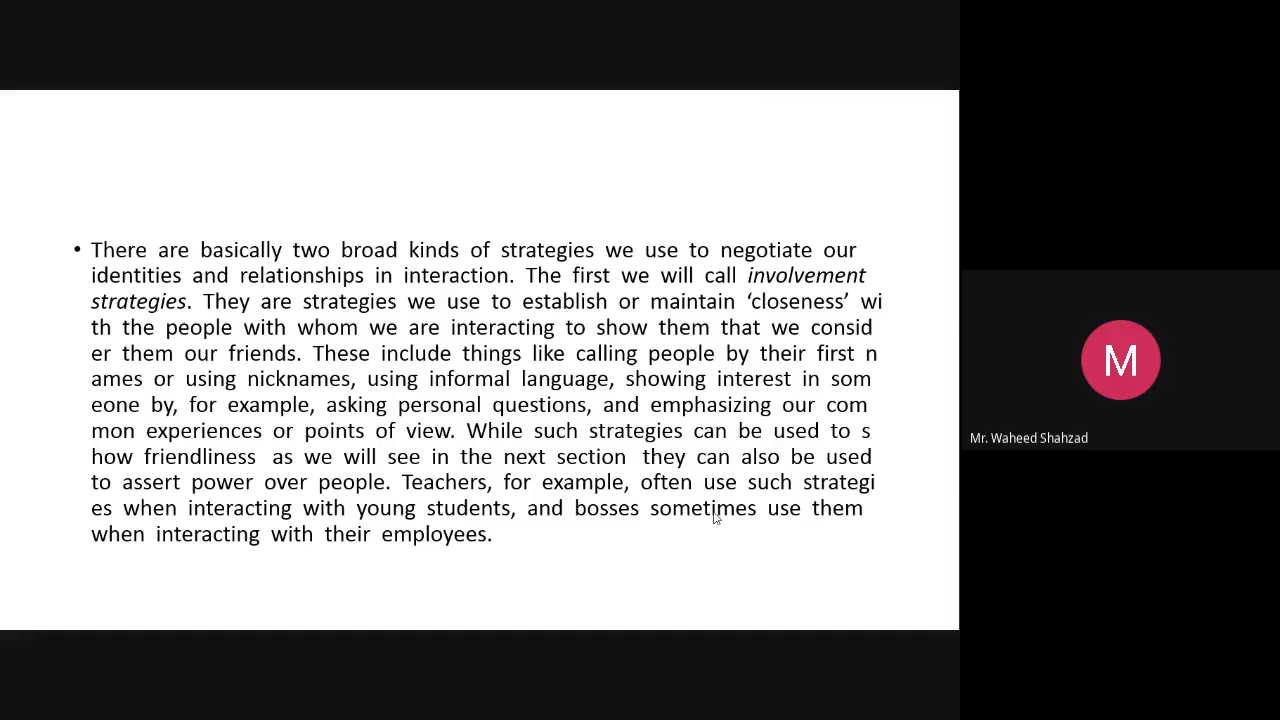 • There are basically two broad kinds of strategies we use to negotiate our
identities and relationships in interaction. The first we will call involvement
strategies. They are strategies we use to establish or maintain ‘closeness’ wi
th the people with whom we are interacting to show them that we consid
er them our friends. These include things like calling people by their first n
ames or using nicknames, using informal language, showing interest in som
eone by, for example, asking personal questions, and emphasizing our com
mon experiences or points of view. While such strategies can be used to s
how friendliness as we will see in the next section they can also be used
to assert power over people. Teachers, for example, often use such strategi
es when interacting with young students, and bosses sometimes use them
when interacting with their employees.
M
Mr. Waheed Shahzad